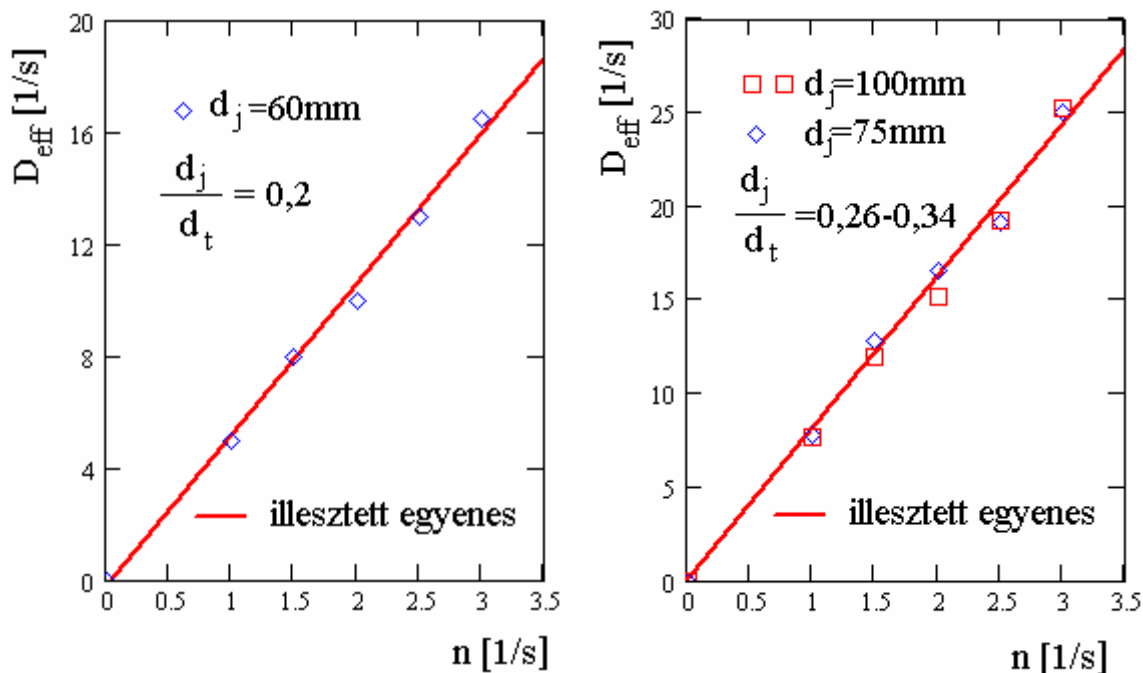 20
16
12
8
4
0
D_eff [1/s]
d_j=60mm
d_j
d_t
= 0,2
illesztett egyenes
0 0.5 1 1.5 2 2.5 3 3.5
n [1/s]
30
25
20
15
10
5
0
D_eff [1/s]
d_j=100mm
d_j=75mm
d_j
d_t
=0,26-0,34
illesztett egyenes
0 0.5 1 1.5 2 2.5 3 3.5
n [1/s]